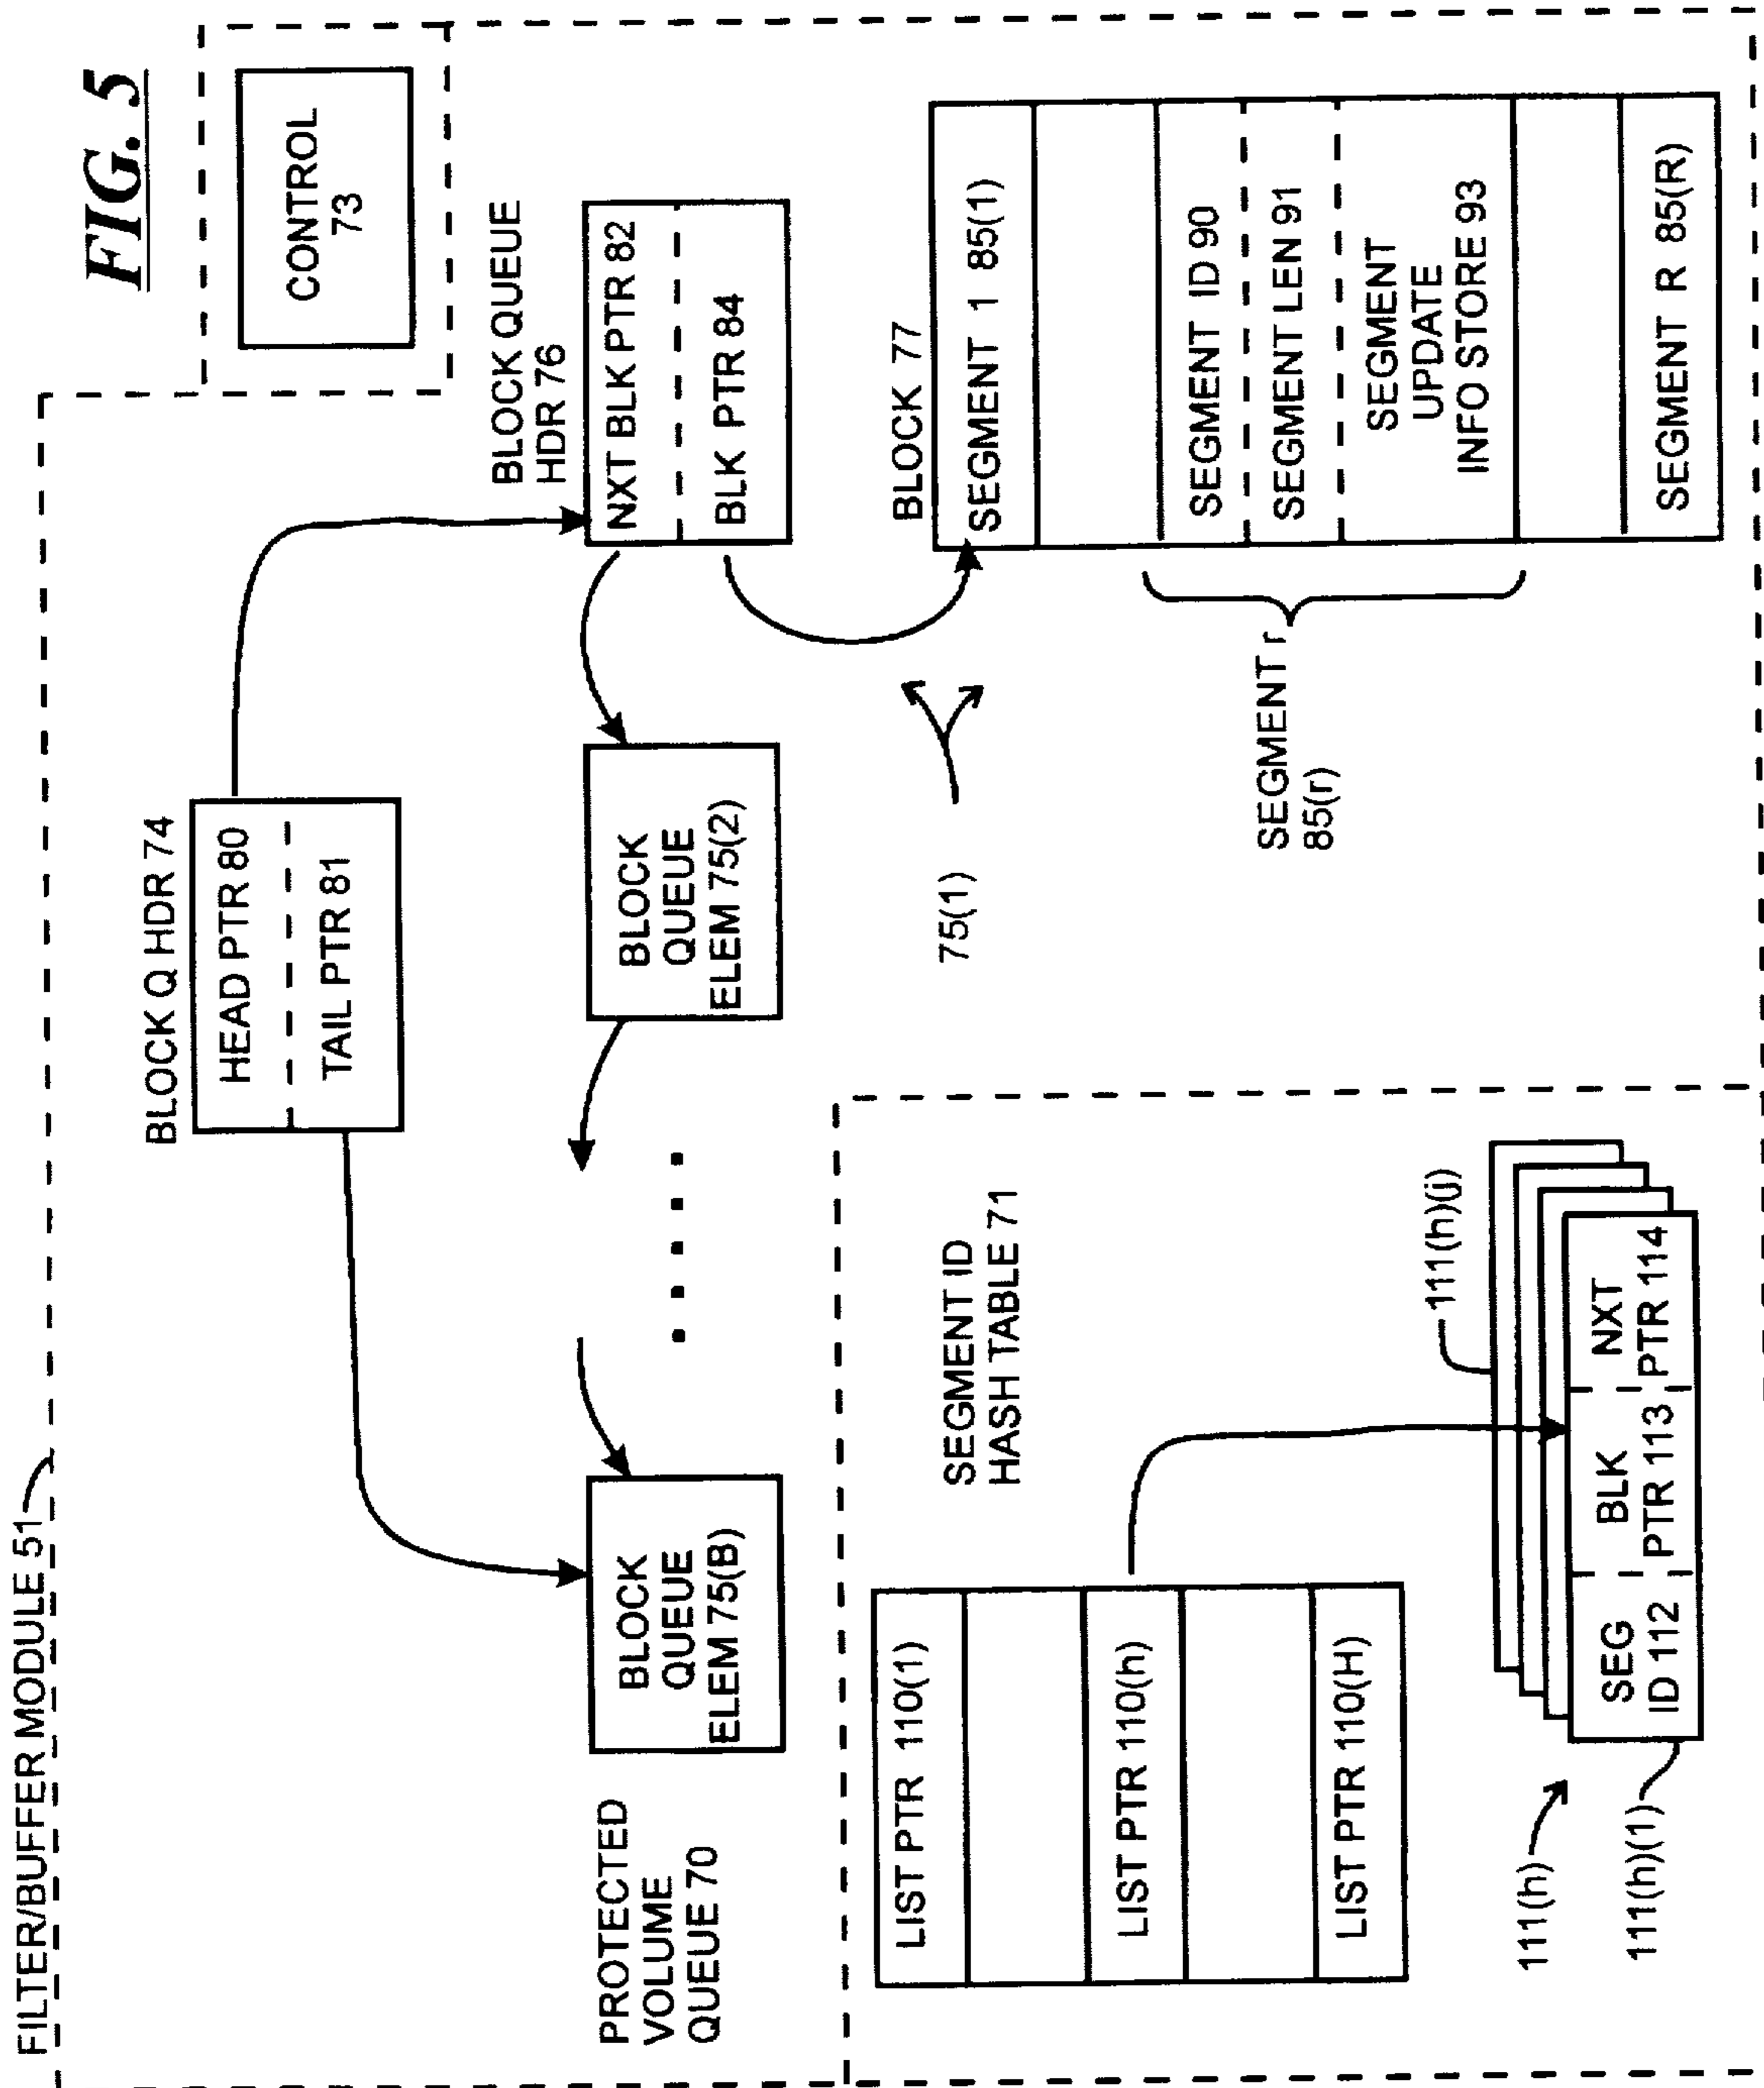 FIG. 5
FILTER/BUFFER MODULE 51
CONTROL
73
BLOCK Q HDR 74
HEAD PTR 80
TAIL PTR 81
BLOCK QUEUE
HDR 76
NXT BLK PTR 82
BLK PTR 84
BLOCK
QUEUE
ELEM 75(2)
BLOCK
QUEUE
ELEM 75(B)
PROTECTED
VOLUME
QUEUE 70
75(1)
BLOCK 77
SEGMENT 1 85(1)
SEGMENT ID 90
SEGMENT LEN 91
SEGMENT
UPDATE
INFO STORE 93
SEGMENT R 85(R)
SEGMENT r
85(r)
SEGMENT ID
HASH TABLE 71
LIST PTR 110(1)
LIST PTR 110(h)
LIST PTR 110(H)
111(h)(j)
111(h)
SEG
ID 112
BLK
PTR 113
NXT
PTR 114
111(h)(1)